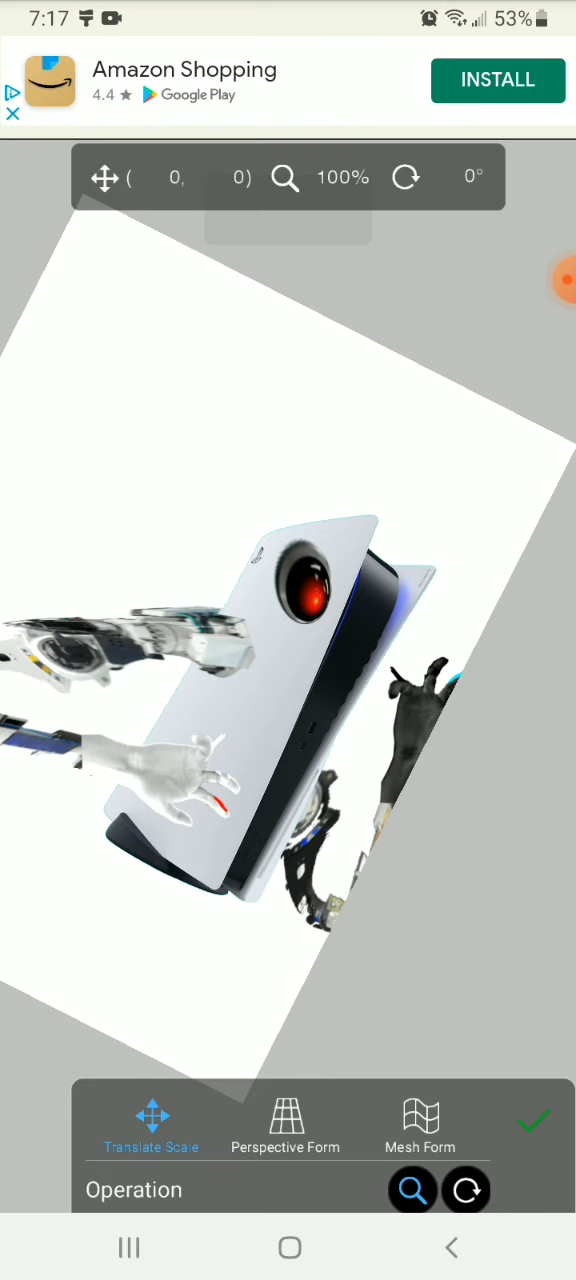 7:17
53%
Amazon Shopping
4.4 ★ Google Play
INSTALL
( 0, 0) 100% 0°
Translate Scale
Perspective Form
Mesh Form
Operation